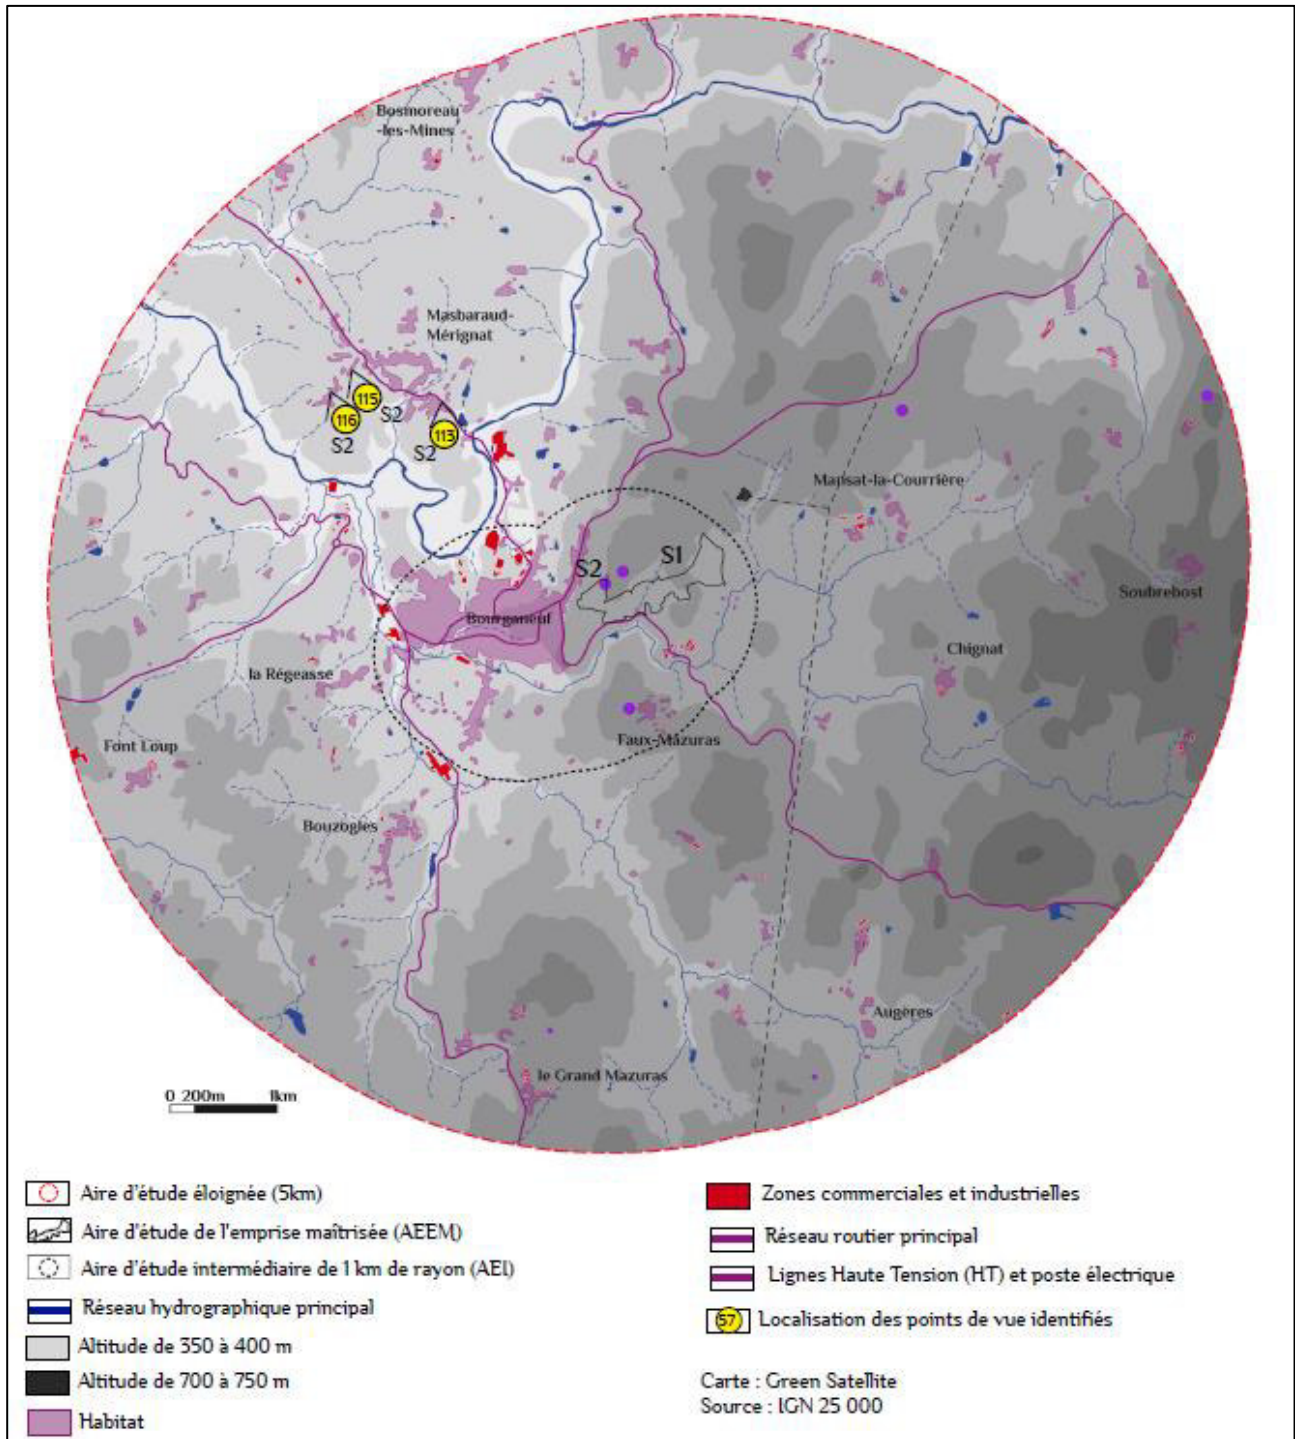 Bosmoreau
-les-Mines
Masbaraud-
Mérignat
115
116
S2
S2
113
S2
Mansat-la-Courrière
S1
S2
Soubrebost
Bourganeuf
Chignat
la Régeasse
Faux-Mazuras
Font Loup
Bouzogles
Augères
le Grand Mazuras
0 200m 1km
Aire d'étude éloignée (5km)
Aire d'étude de l'emprise maîtrisée (AEEM)
Aire d'étude intermédiaire de 1 km de rayon (AEI)
Réseau hydrographique principal
Altitude de 350 à 400 m
Altitude de 700 à 750 m
Habitat
Zones commerciales et industrielles
Réseau routier principal
Lignes Haute Tension (HT) et poste électrique
57 Localisation des points de vue identifiés
Carte : Green Satellite
Source : IGN 25 000